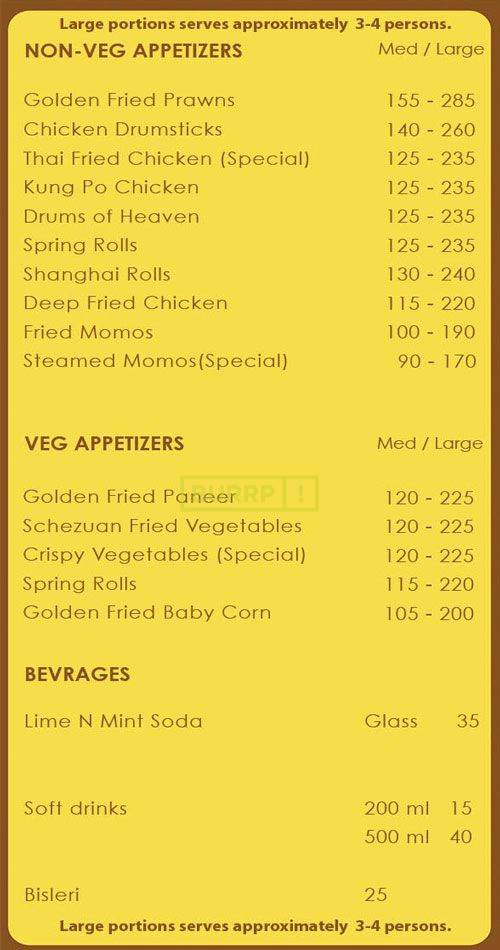 Large portions serves approximately 3-4 persons.
NON-VEG APPETIZERS Med / Large
Golden Fried Prawns 155 - 285
Chicken Drumsticks 140 - 260
Thai Fried Chicken (Special) 125 - 235
Kung Po Chicken 125 - 235
Drums of Heaven 125 - 235
Spring Rolls 125 - 235
Shanghai Rolls 130 - 240
Deep Fried Chicken 115 - 220
Fried Momos 100 - 190
Steamed Momos(Special) 90 - 170
VEG APPETIZERS Med / Large
Golden Fried Paneer 120 - 225
BURRP!
Schezuan Fried Vegetables 120 - 225
Crispy Vegetables (Special) 120 - 225
Spring Rolls 115 - 220
Golden Fried Baby Corn 105 - 200
BEVRAGES
Lime N Mint Soda Glass 35
Soft drinks 200 ml 15
500 ml 40
Bisleri 25
Large portions serves approximately 3-4 persons.